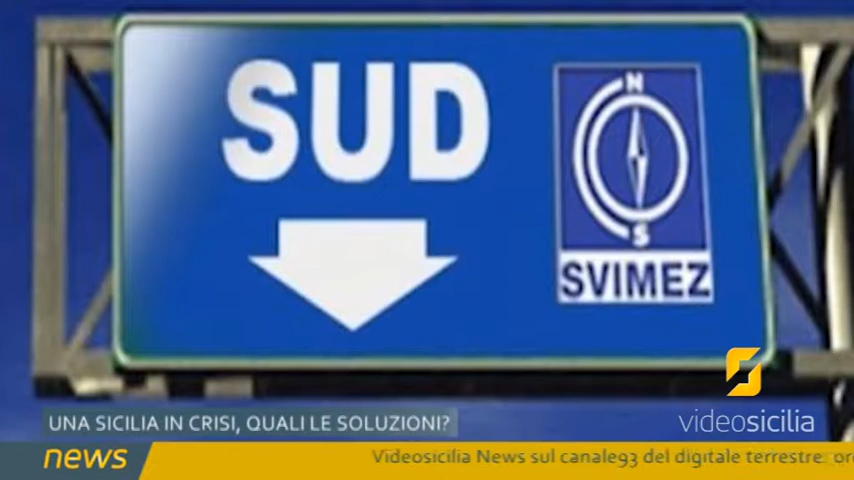 SUD
N
S
SVIMEZ
UNA SICILIA IN CRISI, QUALI LE SOLUZIONI?
videosicilia
news
Videosicilia News sul canale93 del digitale terrestre